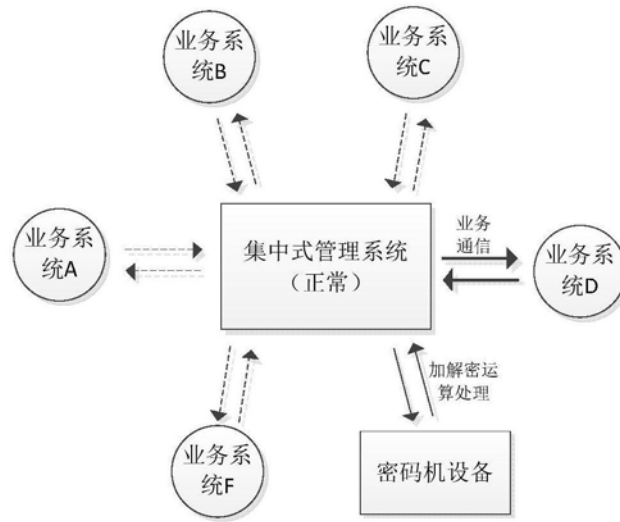 业务系
统B
业务系
统C
业务系
统A
集中式管理系统
（正常）
业务
通信
业务系
统D
加解密运
算处理
业务系
统F
密码机设备